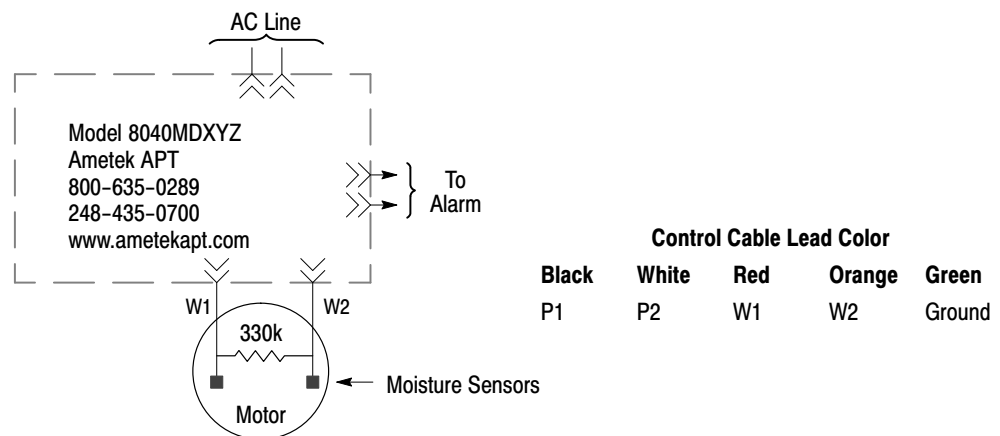 AC Line
Model 8040MDXYZ
Ametek APT
800-635-0289
248-435-0700
www.ametekapt.com
To
Alarm
W1
W2
330k
Moisture Sensors
Motor
Control Cable Lead Color
Black White Red Orange Green
P1 P2 W1 W2 Ground